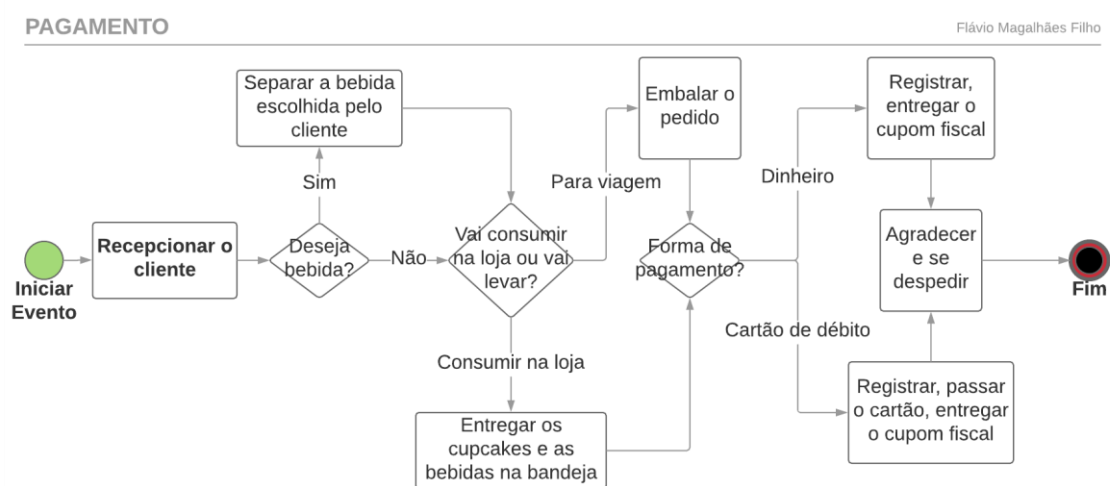 PAGAMENTO
Flávio Magalhães Filho
Separar a bebida
escolhida pelo
cliente
Embalar o
pedido
Registrar,
entregar o
cupom fiscal
Sim
Para viagem
Dinheiro
Recepcionar o
cliente
Deseja
bebida?
Não
Vai consumir
na loja ou vai
levar?
Forma de
pagamento?
Agradecer
e se
despedir
Iniciar
Evento
Fim
Consumir na loja
Cartão de débito
Entregar os
cupcakes e as
bebidas na bandeja
Registrar, passar
o cartão, entregar
o cupom fiscal